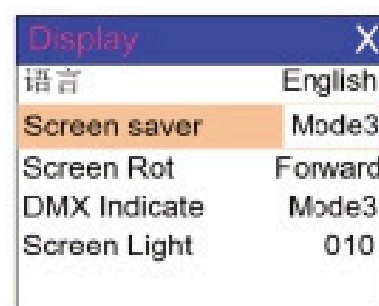 Display X
语言 English
Screen saver Mode3
Screen Rot Forward
DMX Indicate Mode3
Screen Light 010